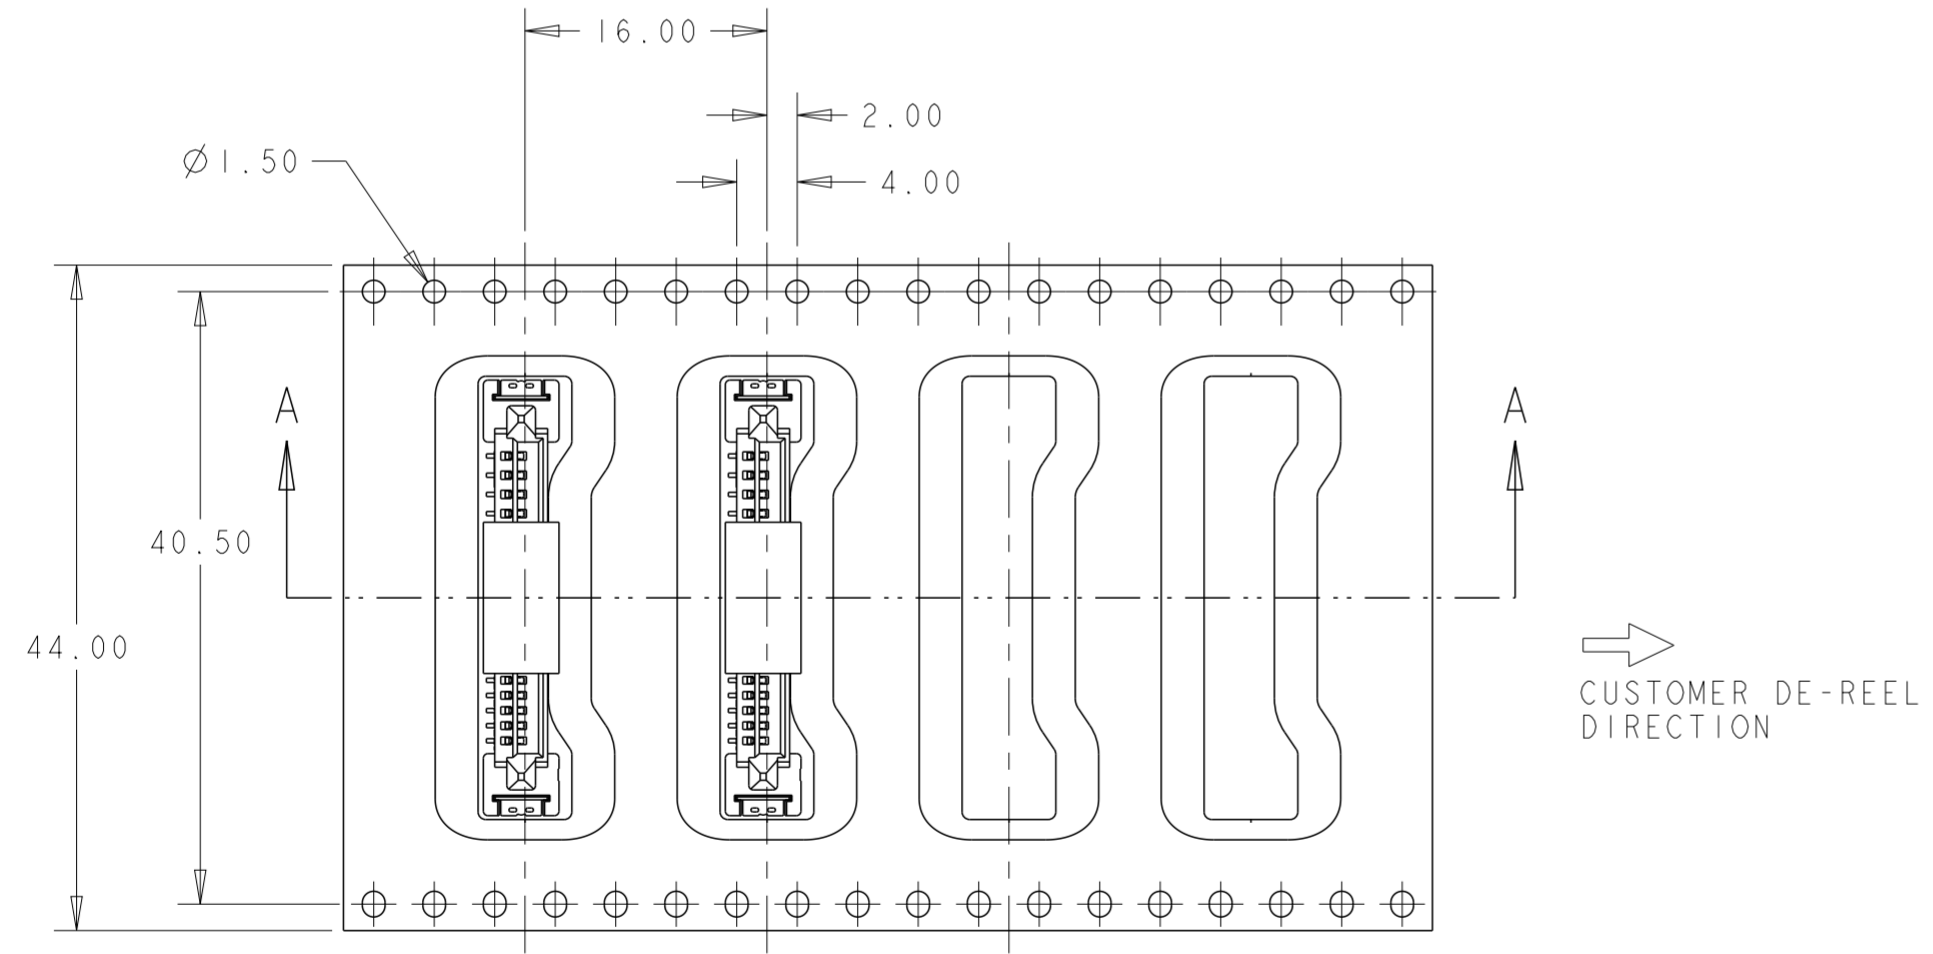 16.00
2.00
Ø1.50
4.00
A
A
40.50
44.00
CUSTOMER DE-REEL
DIRECTION